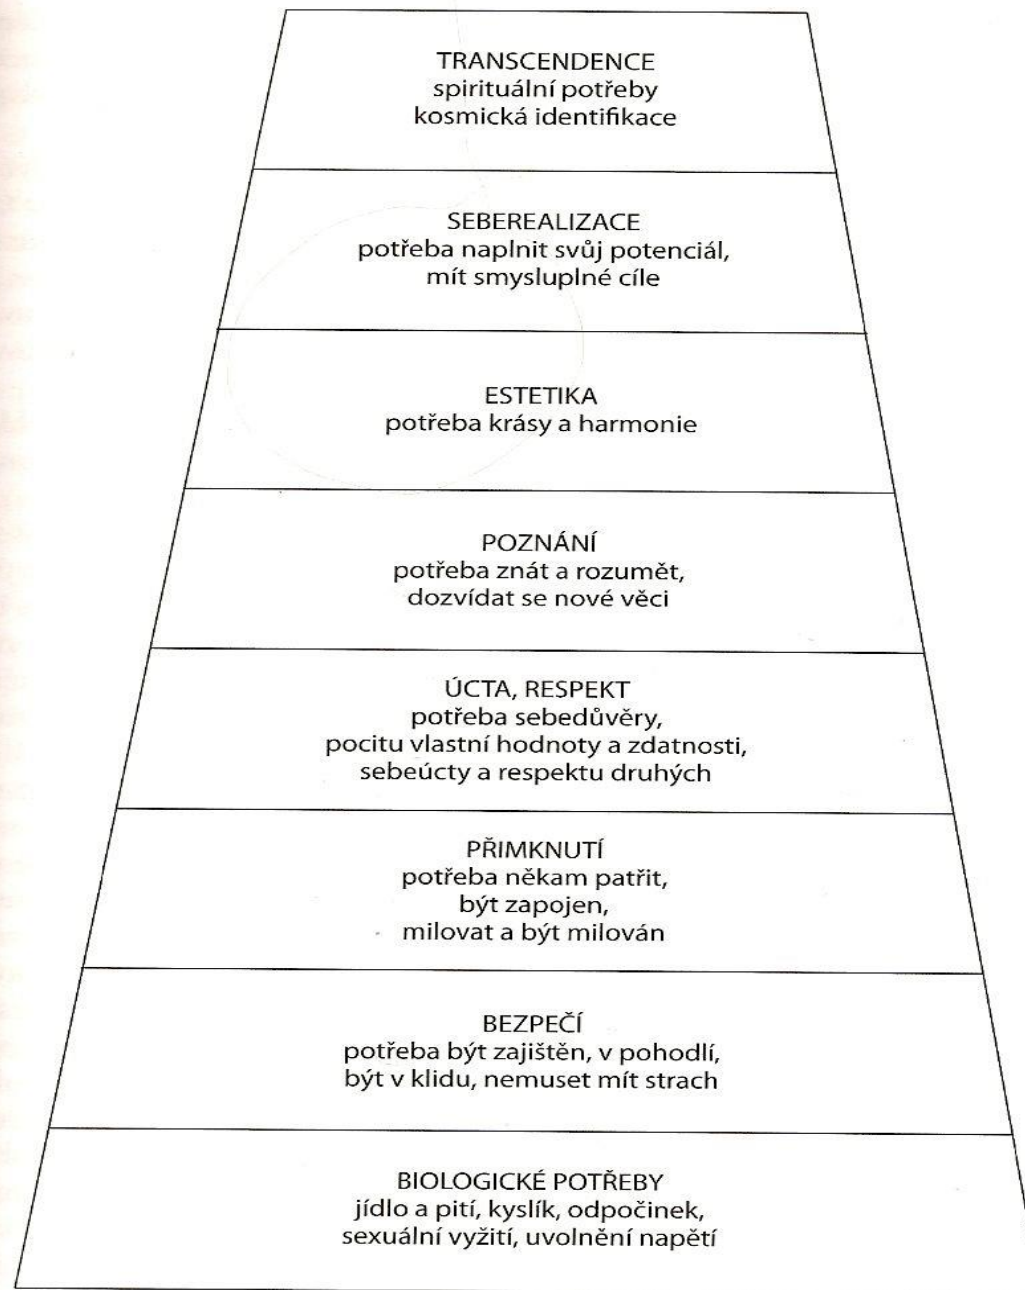 TRANSCENDENCE
spirituální potřeby
kosmická identifikace
SEBEREALIZACE
potřeba naplnit svůj potenciál,
mít smysluplné cíle
ESTETIKA
potřeba krásy a harmonie
POZNÁNÍ
potřeba znát a rozumět,
dozvídat se nové věci
ÚCTA, RESPEKT
potřeba sebedůvěry,
pocitu vlastní hodnoty a zdatnosti,
sebeúcty a respektu druhých
PŘIMKNUTÍ
potřeba někam patřit,
být zapojen,
milovat a být milován
BEZPEČÍ
potřeba být zajištěn, v pohodlí,
být v klidu, nemuset mít strach
BIOLOGICKÉ POTŘEBY
jídlo a pití, kyslík, odpočinek,
sexuální vyžití, uvolnění napětí